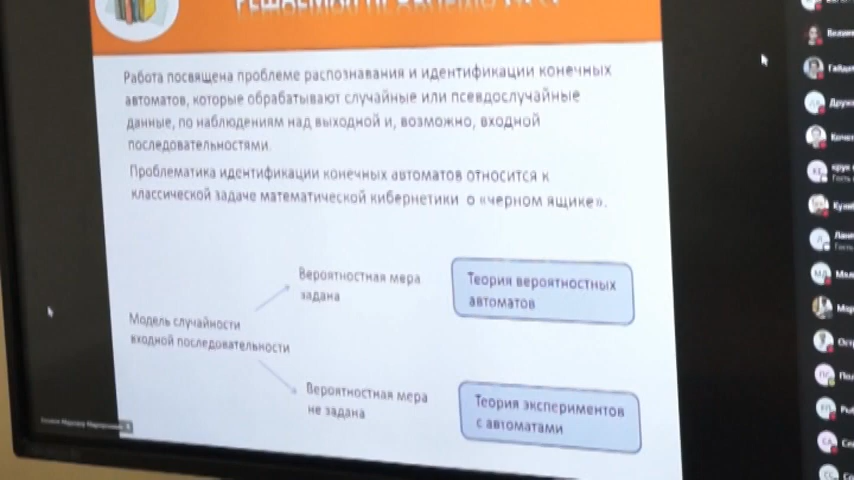 Работа посвящена проблеме распознавания и идентификации конечных
автоматов, которые обрабатывают случайные или псевдослучайные
данные, по наблюдениям над выходной и, возможно, входной
последовательностями.
Проблематика идентификации конечных автоматов относится к
классической задаче математической кибернетики о «черном ящике».
Вероятностная мера
задана
Теория вероятностных
автоматов
Модель случайности
входной последовательности
Вероятностная мера
не задана
Теория экспериментов
с автоматами